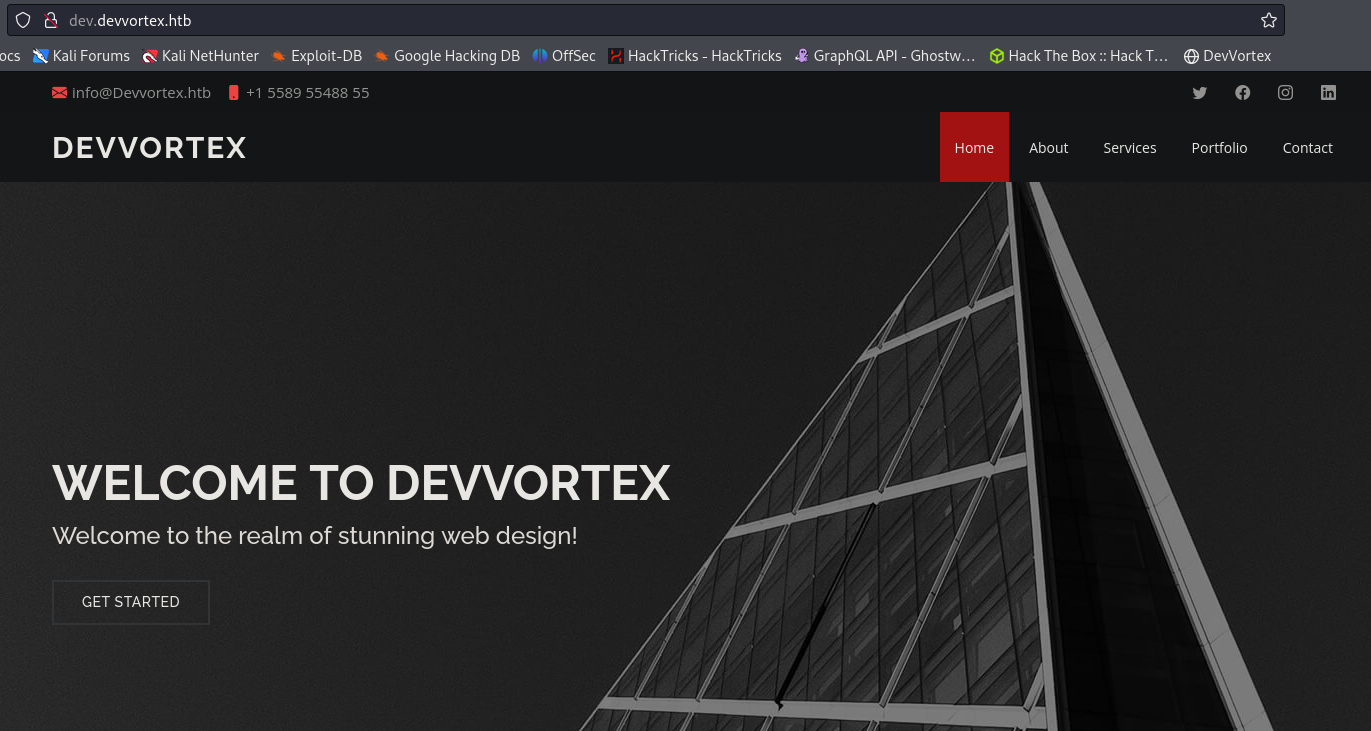 dev.devvortex.htb
ocs Kali Forums Kali NetHunter Exploit-DB Google Hacking DB OffSec HackTricks - HackTricks GraphQL API - Ghostw… Hack The Box :: Hack T… DevVortex
info@Devvortex.htb +1 5589 55488 55
DEVVORTEX Home About Services Portfolio Contact
WELCOME TO DEVVORTEX
Welcome to the realm of stunning web design!
GET STARTED